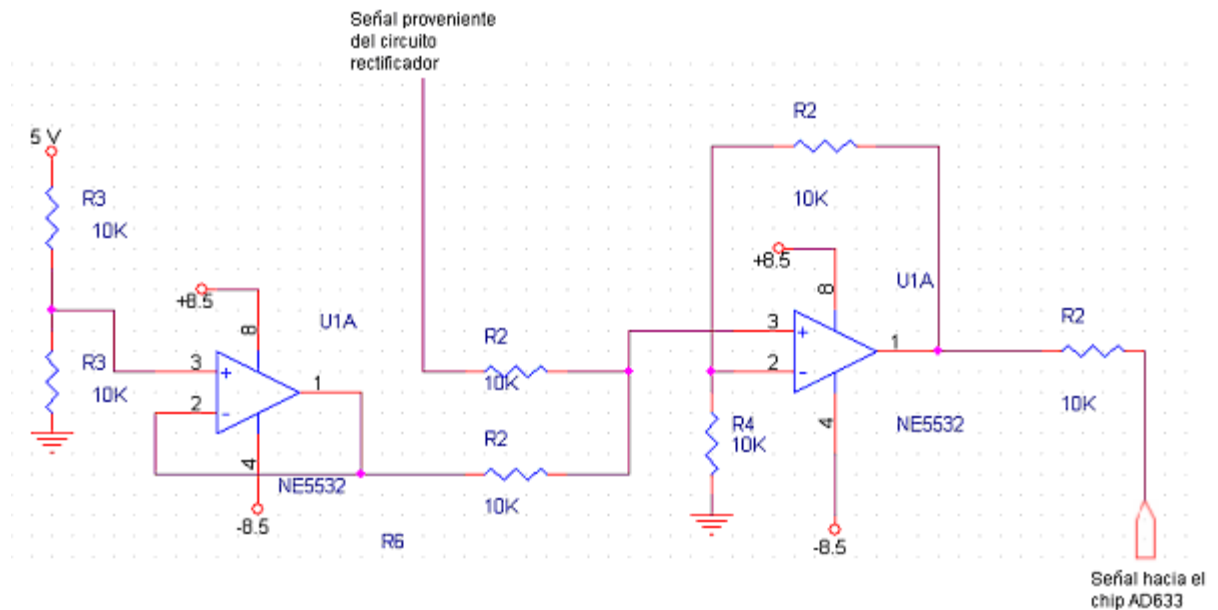 Señal proveniente
del circuito
rectificador
R2
10K
5 V
R3
10K
+8.5
8
U1A
R3
10K
3
+
2
-
1
4
NE5532
-8.5
R2
10K
R2
10K
R6
+8.5
8
U1A
3
+
2
-
1
4
NE5532
R4
10K
-8.5
R2
10K
Señal hacia el
chip AD633